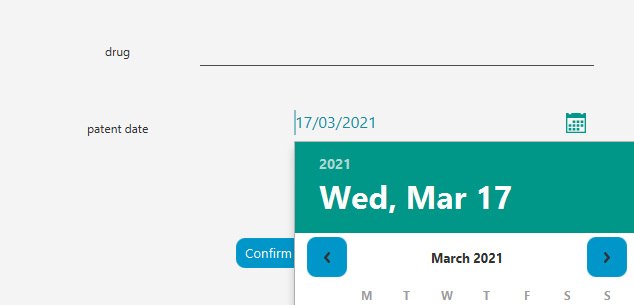 drug
patent date
17/03/2021
2021
Wed, Mar 17
Confirm
March 2021
M T W T F S S